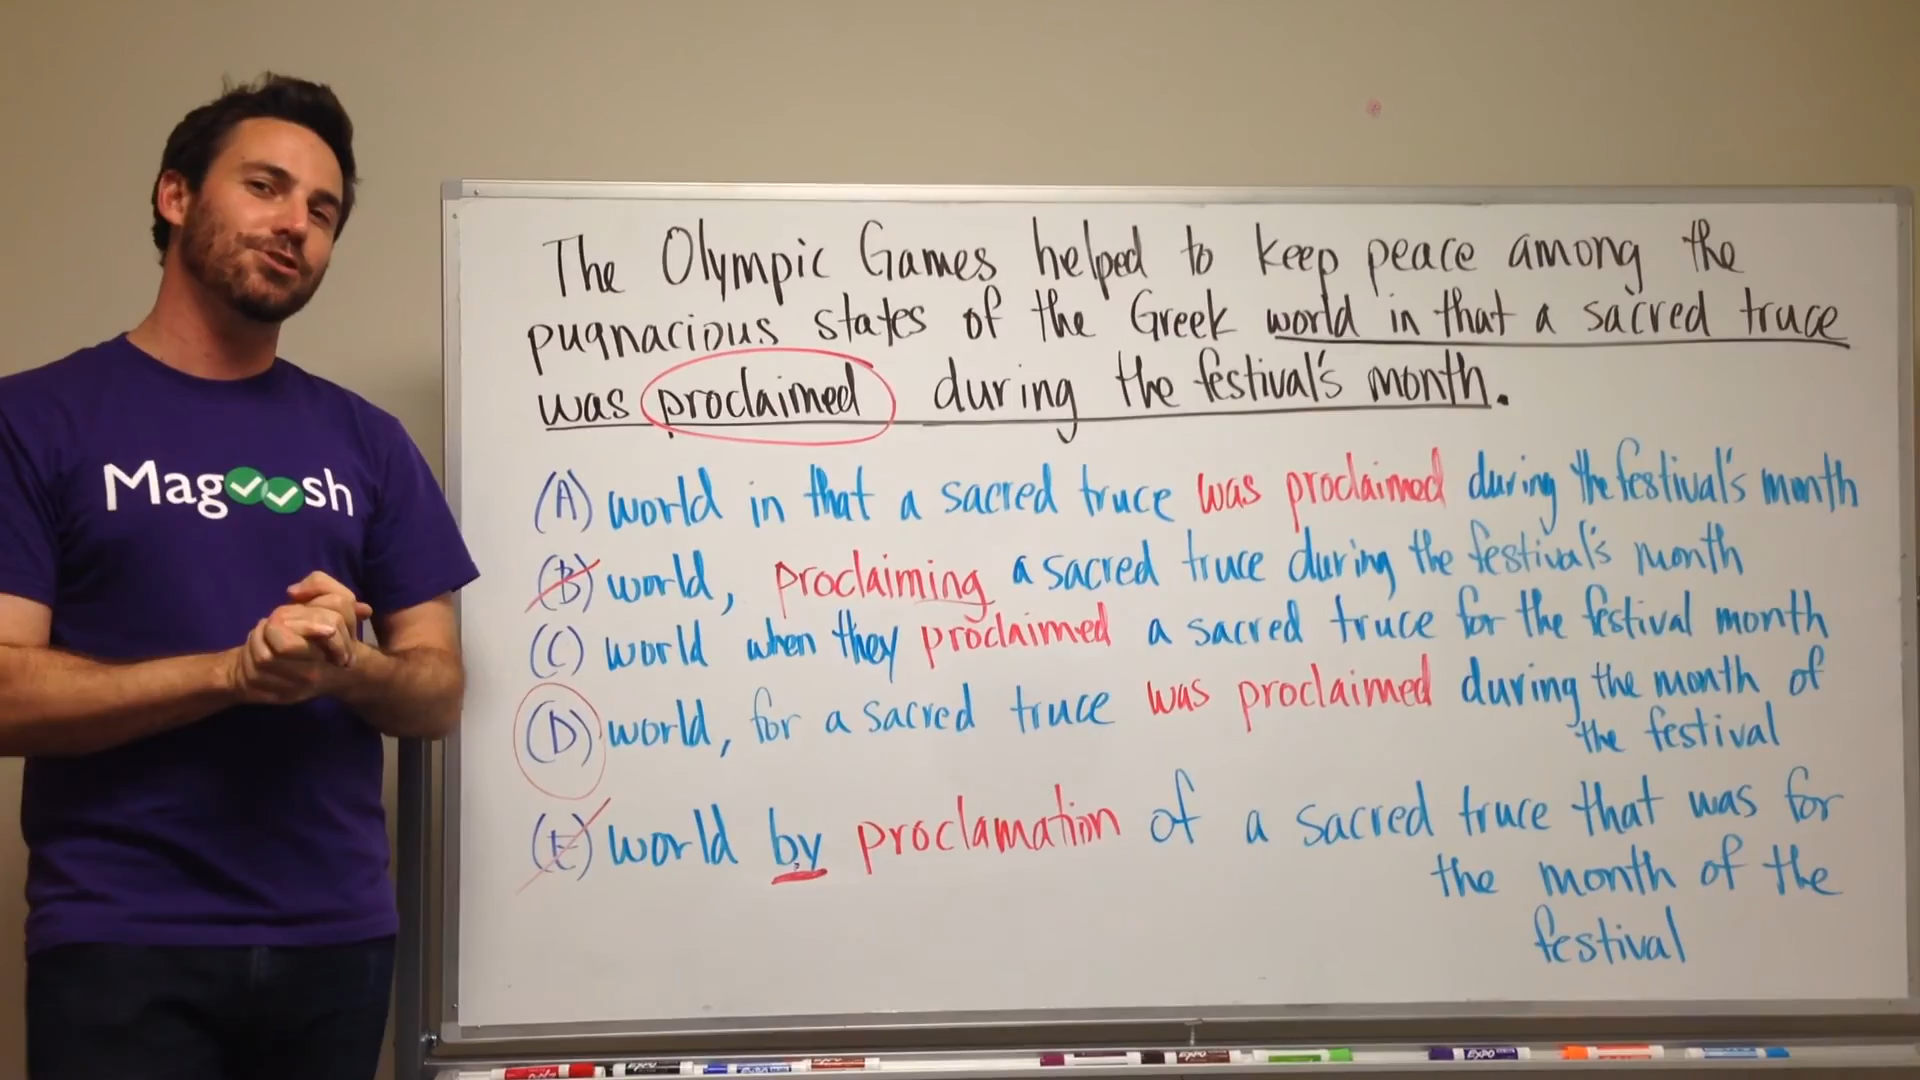 Magoosh
The Olympic Games helped to keep peace among the
pugnacious states of the Greek world in that a sacred truce
was proclaimed during the festival's month.
(A) world in that a sacred truce was proclaimed during the festival's month
(B) world, proclaiming a sacred truce during the festival's month
(C) world when they proclaimed a sacred truce for the festival month
(D) world, for a sacred truce was proclaimed during the month of
the festival
(E) world by proclamation of a sacred truce that was for
the month of the
festival
EXPO
EXPO